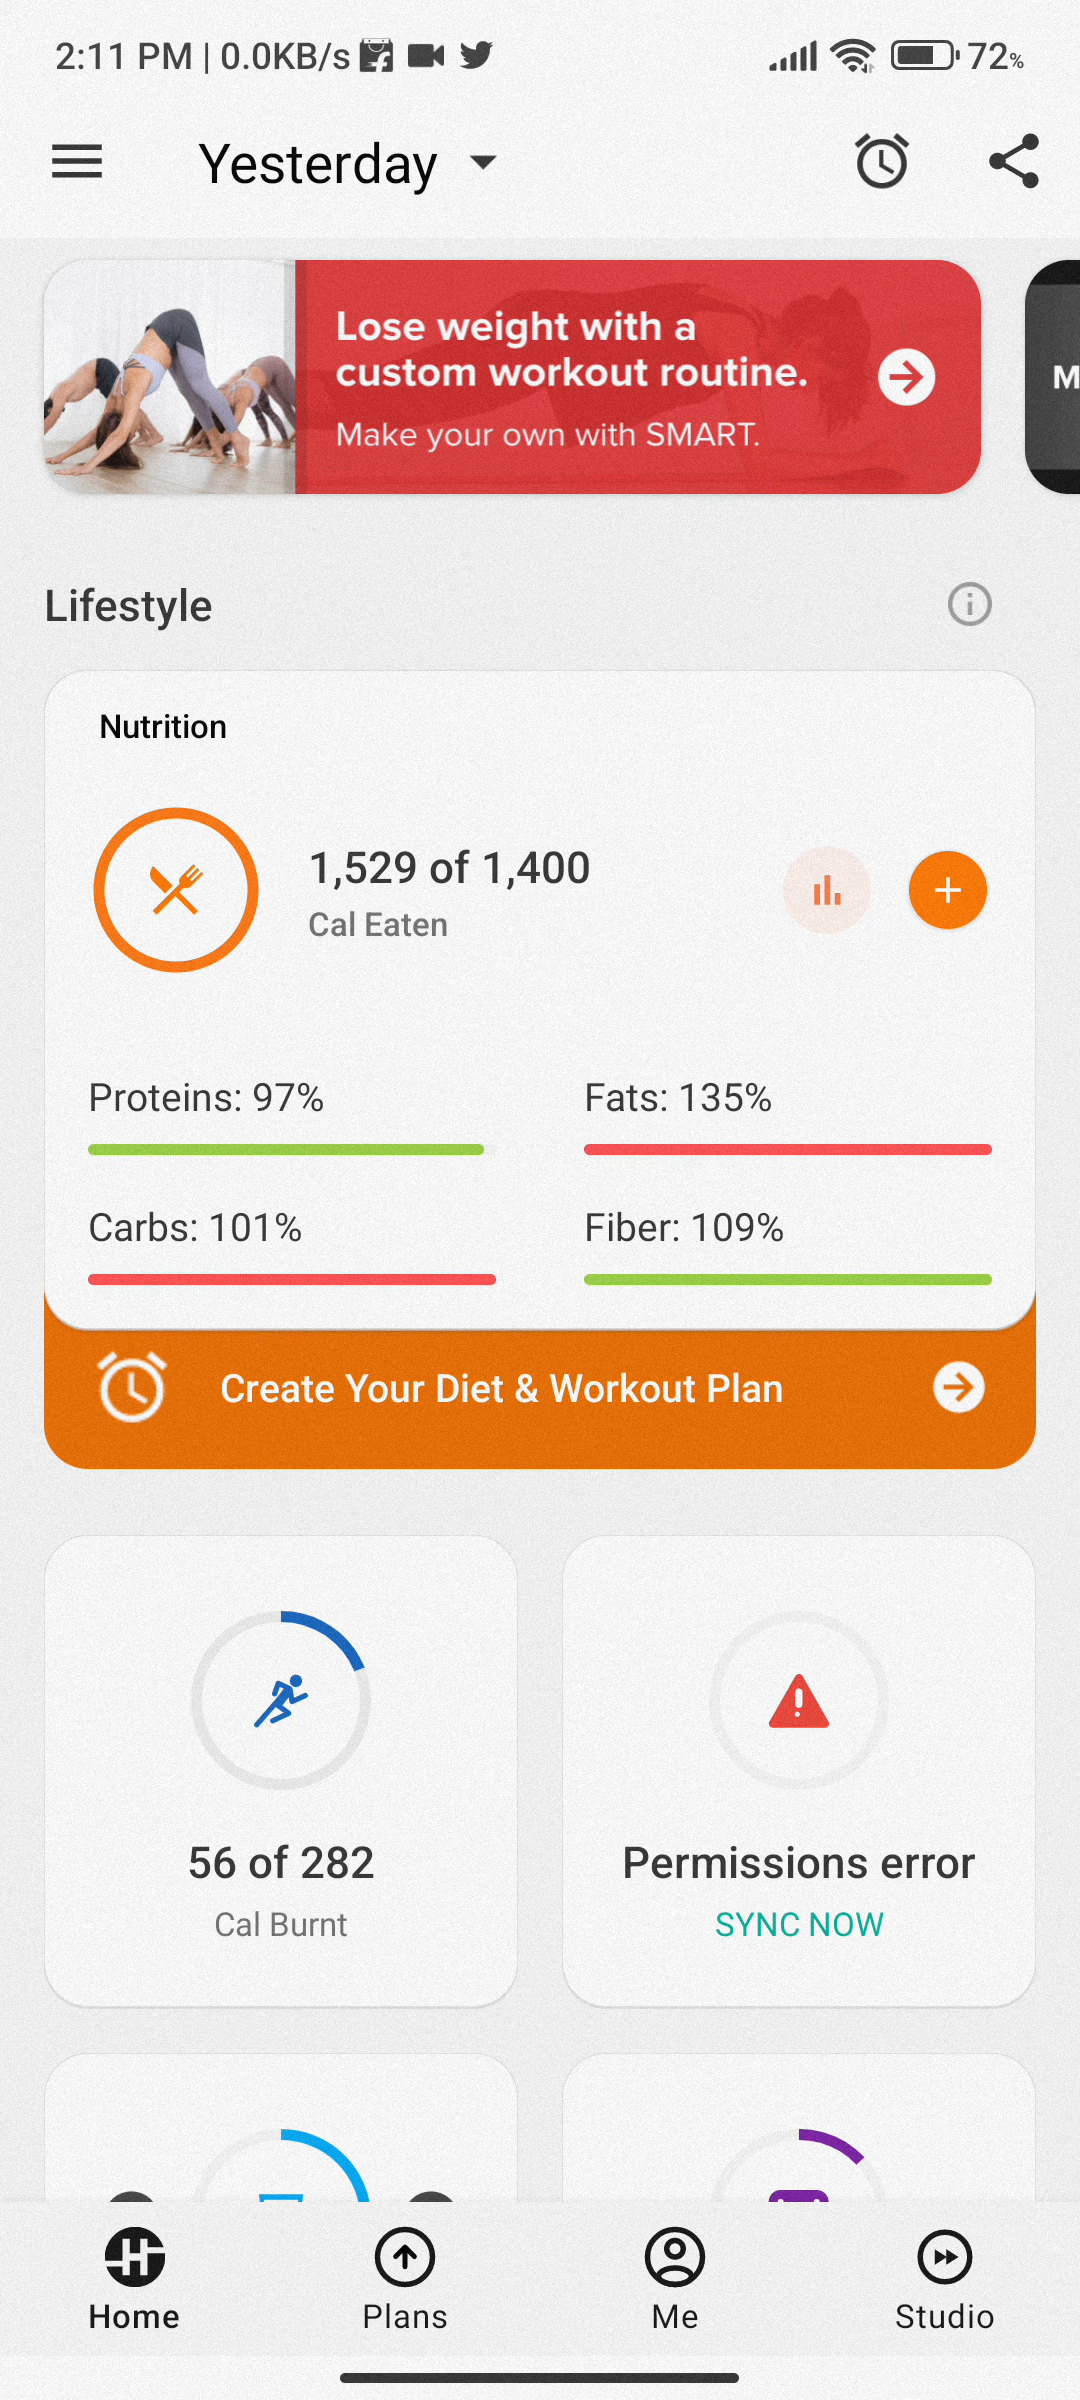 2:11 PM | 0.0KB/s
72%
Yesterday
Lose weight with a
custom workout routine.
Make your own with SMART.
M
Lifestyle
Nutrition
1,529 of 1,400
Cal Eaten
Proteins: 97%
Fats: 135%
Carbs: 101%
Fiber: 109%
Create Your Diet & Workout Plan
56 of 282
Cal Burnt
Permissions error
SYNC NOW
Home
Plans
Me
Studio